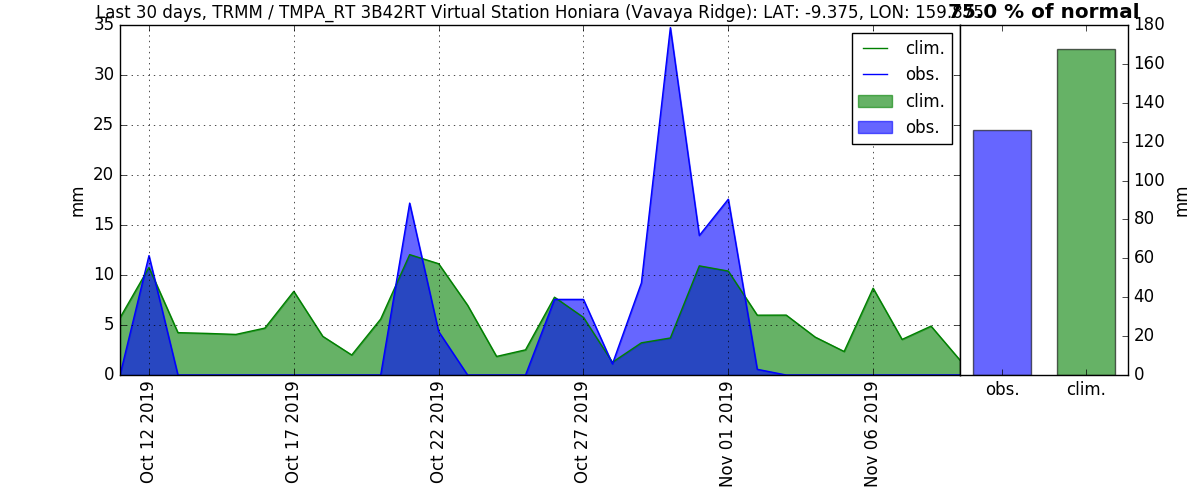 Last 30 days, TRMM / TMPA_RT 3B42RT Virtual Station Honiara (Vavaya Ridge): LAT: -9.375, LON: 159.875
75.0 % of normal
35
30
25
20
15
10
5
0
mm
clim.
obs.
clim.
obs.
180
160
140
120
100
80
60
40
20
0
mm
Oct 12 2019
Oct 17 2019
Oct 22 2019
Oct 27 2019
Nov 01 2019
Nov 06 2019
obs.
clim.